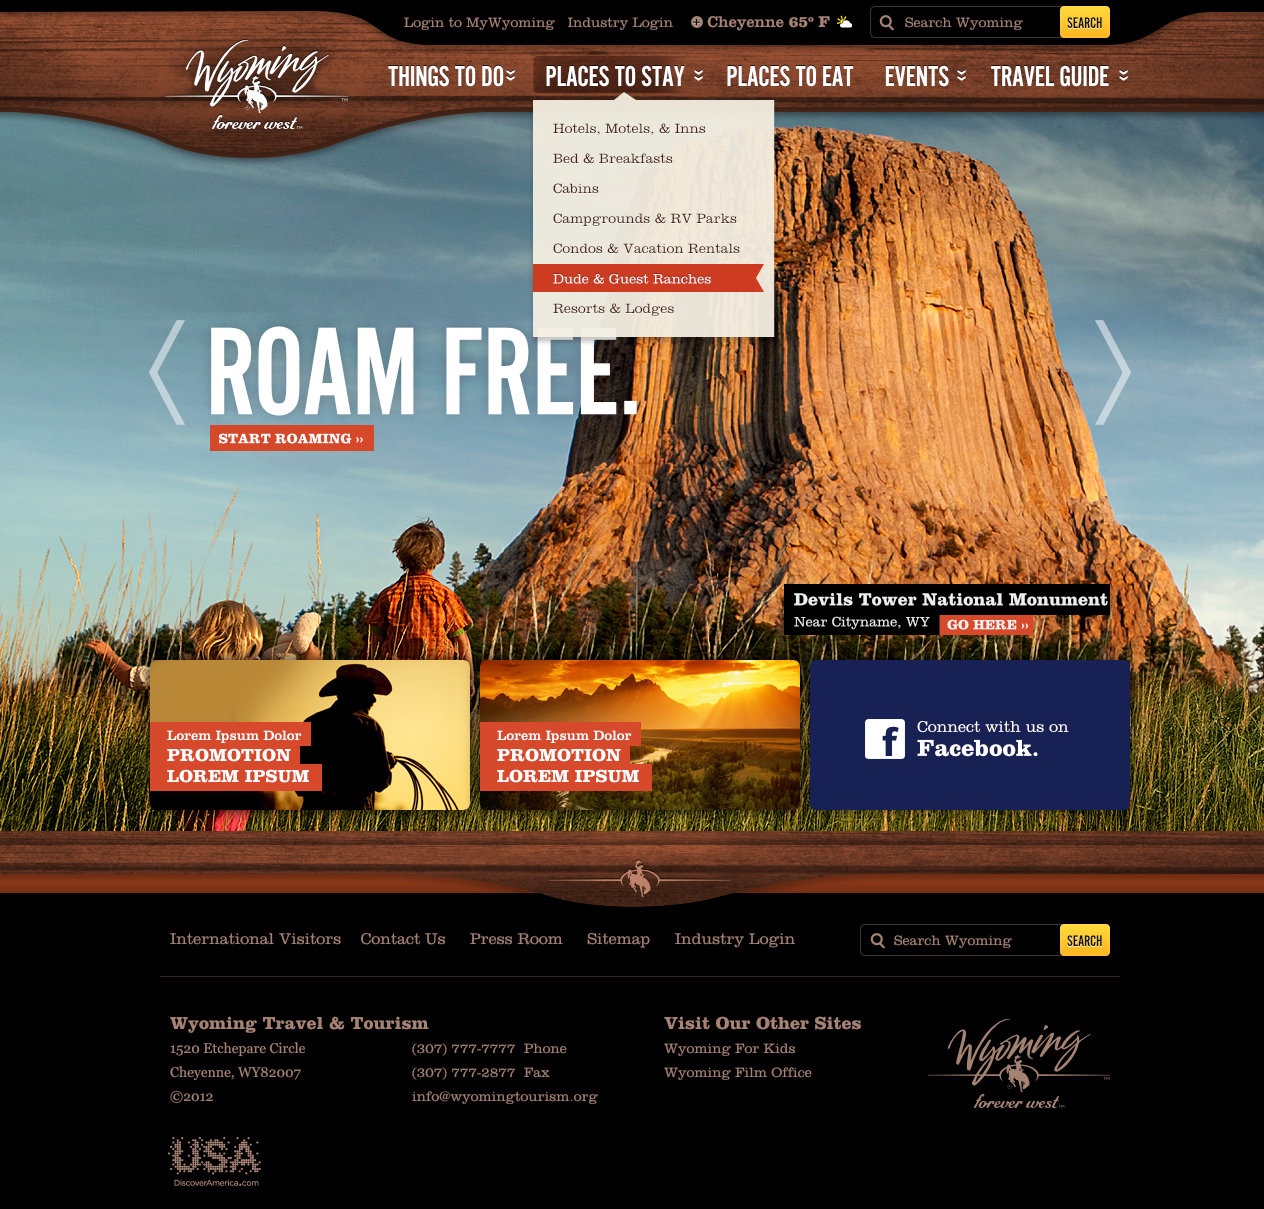 Login to MyWyoming Industry Login Cheyenne 65º F Search Wyoming SEARCH
Wyoming
forever west™
THINGS TO DO PLACES TO STAY PLACES TO EAT EVENTS TRAVEL GUIDE
Hotels, Motels, & Inns
Bed & Breakfasts
Cabins
Campgrounds & RV Parks
Condos & Vacation Rentals
Dude & Guest Ranches
Resorts & Lodges
ROAM FREE.
START ROAMING ››
Devils Tower National Monument
Near Cityname, WY GO HERE ››
Lorem Ipsum Dolor
PROMOTION
LOREM IPSUM
Lorem Ipsum Dolor
PROMOTION
LOREM IPSUM
Connect with us on
Facebook.
International Visitors Contact Us Press Room Sitemap Industry Login Search Wyoming SEARCH
Wyoming Travel & Tourism
1520 Etchepare Circle
Cheyenne, WY82007
©2012
(307) 777-7777 Phone
(307) 777-2877 Fax
info@wyomingtourism.org
Visit Our Other Sites
Wyoming For Kids
Wyoming Film Office
Wyoming™
forever west™
USA
DiscoverAmerica.com